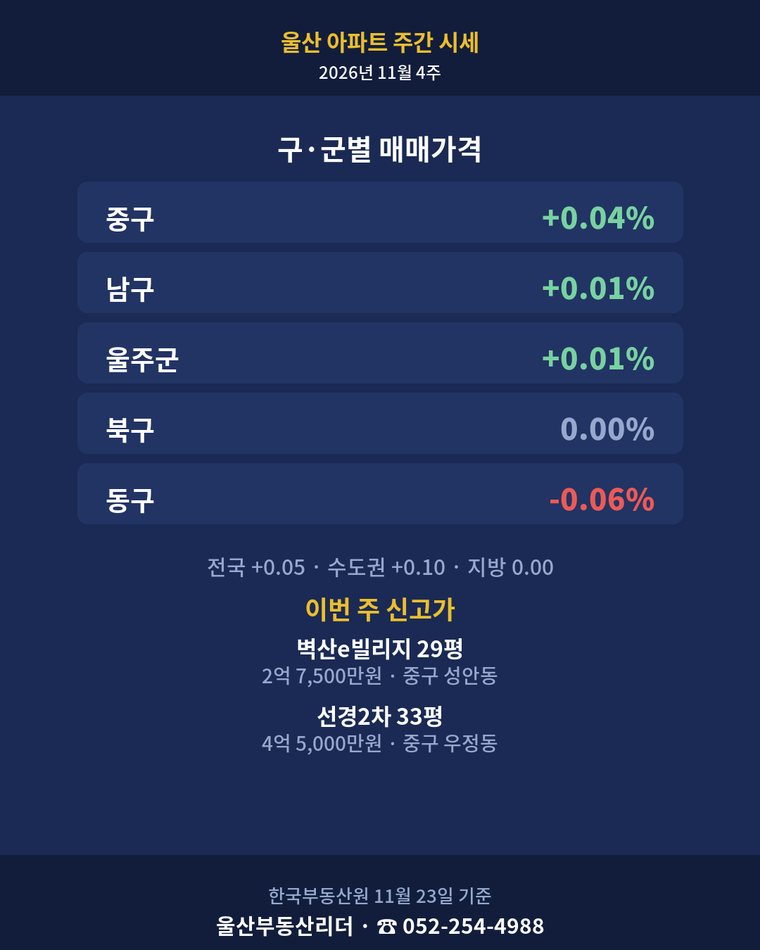 울산 아파트 주간 시세
2026년 11월 4주
구·군별 매매가격
중구 +0.04%
남구 +0.01%
울주군 +0.01%
북구 0.00%
동구 -0.06%
전국 +0.05 · 수도권 +0.10 · 지방 0.00
이번 주 신고가
벽산e빌리지 29평
2억 7,500만원 · 중구 성안동
선경2차 33평
4억 5,000만원 · 중구 우정동
한국부동산원 11월 23일 기준
울산부동산리더 · ☎ 052-254-4988